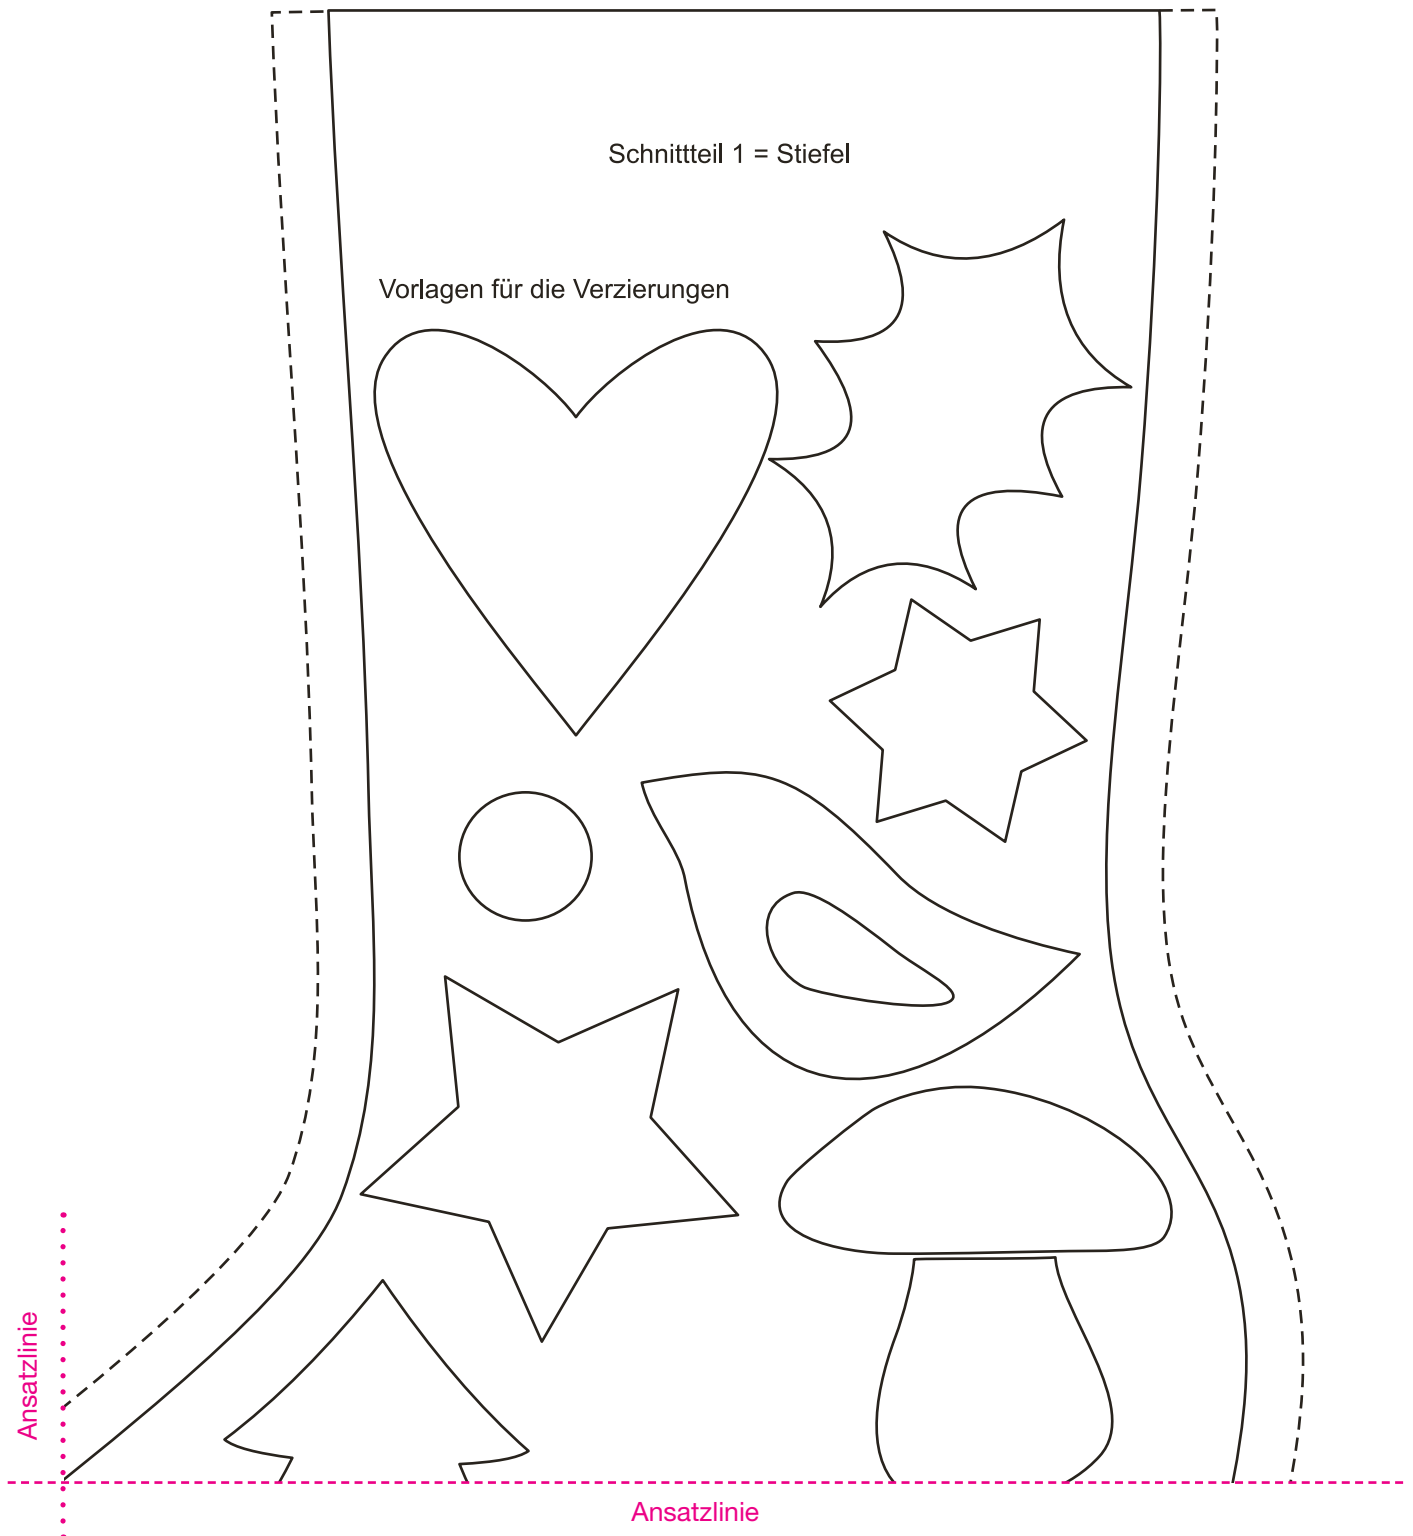 Schnittteil 1 = Stiefel
Vorlagen für die Verzierungen
Ansatzlinie
Ansatzlinie